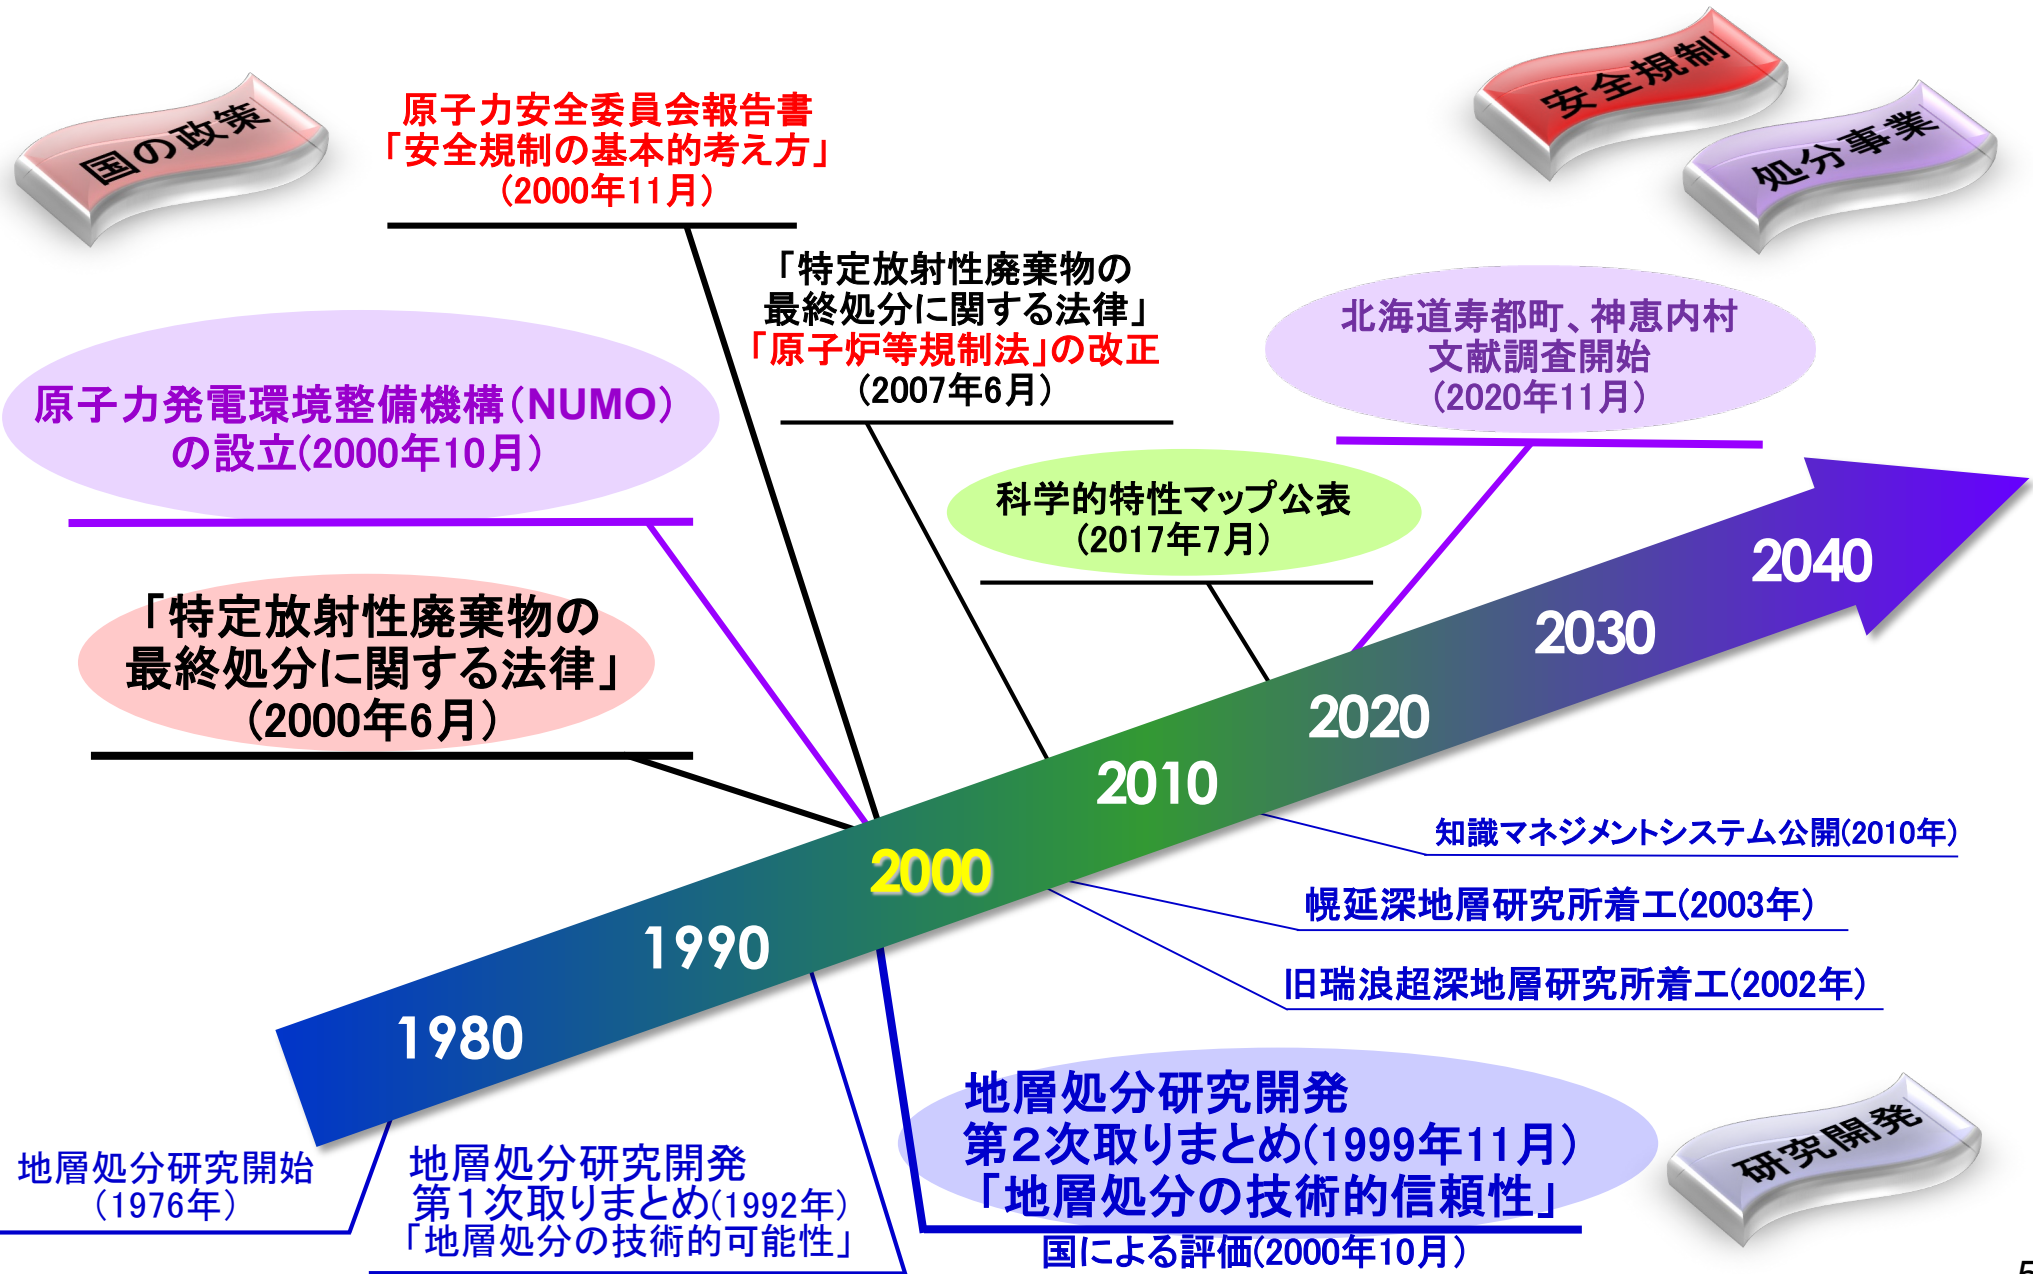 国の政策
原子力安全委員会報告書
「安全規制の基本的考え方」
(2000年11月)
安全規制
処分事業
「特定放射性廃棄物の
最終処分に関する法律」
「原子炉等規制法」の改正
(2007年6月)
北海道寿都町、神恵内村
文献調査開始
(2020年11月)
原子力発電環境整備機構(NUMO)
の設立(2000年10月)
科学的特性マップ公表
(2017年7月)
「特定放射性廃棄物の
最終処分に関する法律」
(2000年6月)
2040
2030
2020
2010
2000
1990
1980
知識マネジメントシステム公開(2010年)
幌延深地層研究所着工(2003年)
旧瑞浪超深地層研究所着工(2002年)
地層処分研究開始
(1976年)
地層処分研究開発
第1次取りまとめ(1992年)
「地層処分の技術的可能性」
地層処分研究開発
第2次取りまとめ(1999年11月)
「地層処分の技術的信頼性」
国による評価(2000年10月)
研究開発
5